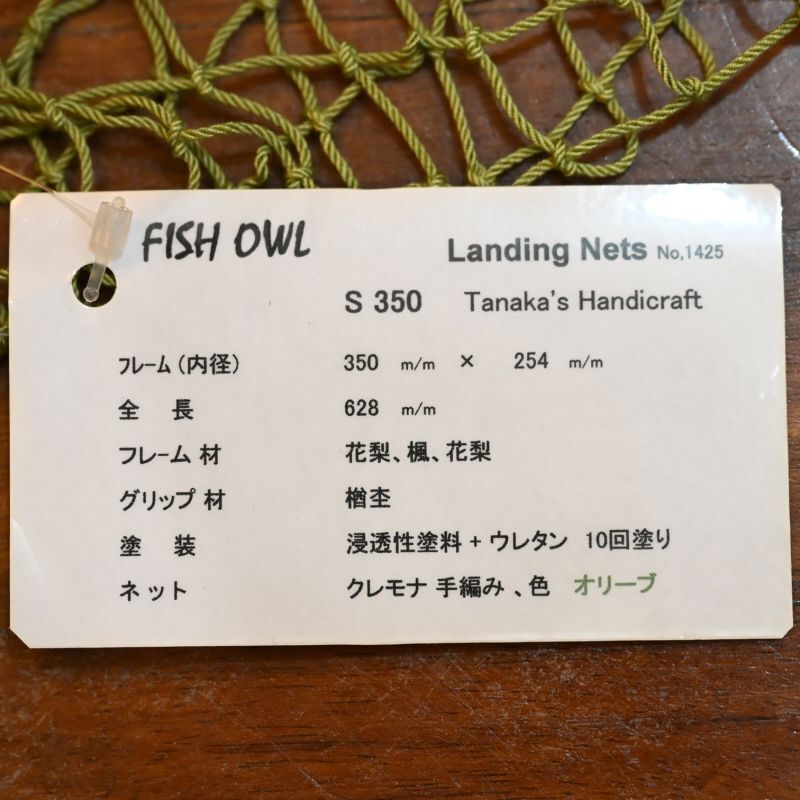 FISH OWL
Landing Nets No,1425
S 350 Tanaka's Handicraft
フレーム (内径) 350 m/m × 254 m/m
全 長 628 m/m
フレーム 材 花梨、楓、花梨
グリップ 材 楢杢
塗 装 浸透性塗料 + ウレタン 10回塗り
ネット クレモナ 手編み 、色 オリーブ